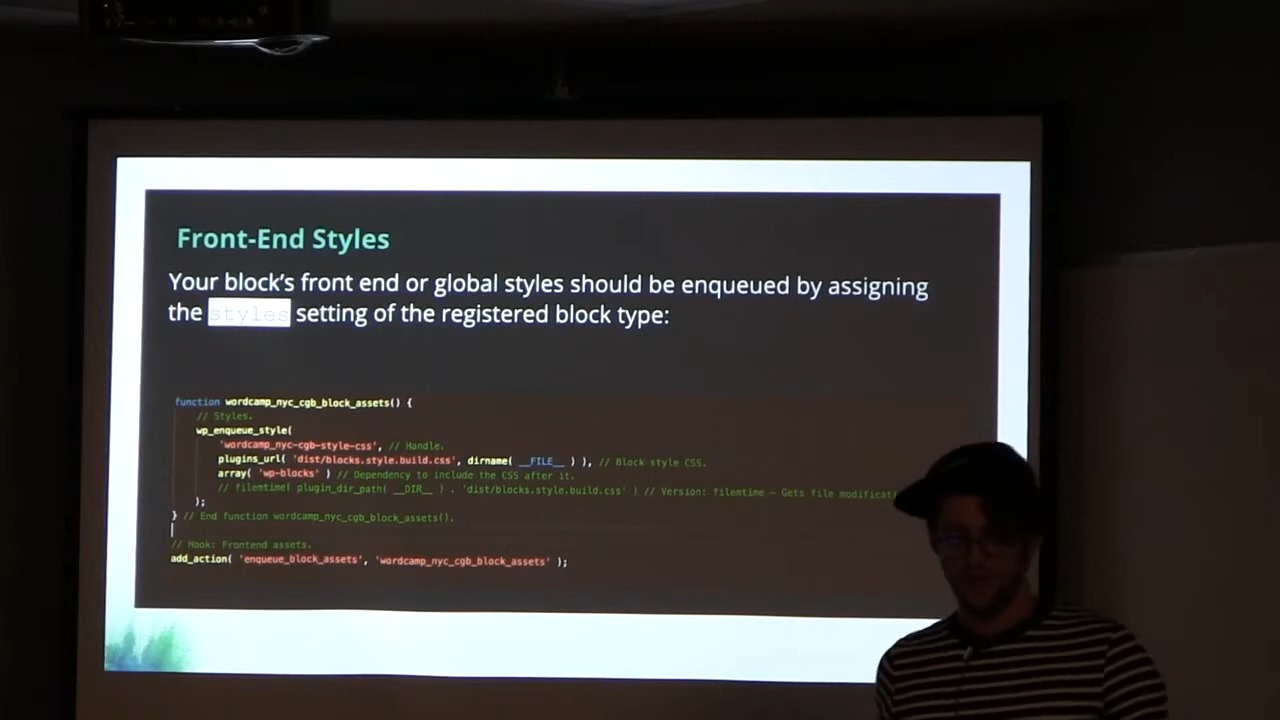 Front-End Styles
Your block's front end or global styles should be enqueued by assigning
the styles setting of the registered block type:
function wordcamp_nyc_cgb_block_assets() {
// Styles.
wp_enqueue_style(
'wordcamp_nyc-cgb-style-css', // Handle.
plugins_url( 'dist/blocks.style.build.css', dirname( __FILE__ ) ), // Block style CSS.
array( 'wp-blocks' ) // Dependency to include the CSS after it.
// filemtime( plugin_dir_path( __DIR__ ) . 'dist/blocks.style.build.css' ) // Version: filemtime — Gets file
);
} // End function wordcamp_nyc_cgb_block_assets().
// Hook: Frontend assets.
add_action( 'enqueue_block_assets', 'wordcamp_nyc_cgb_block_assets' );